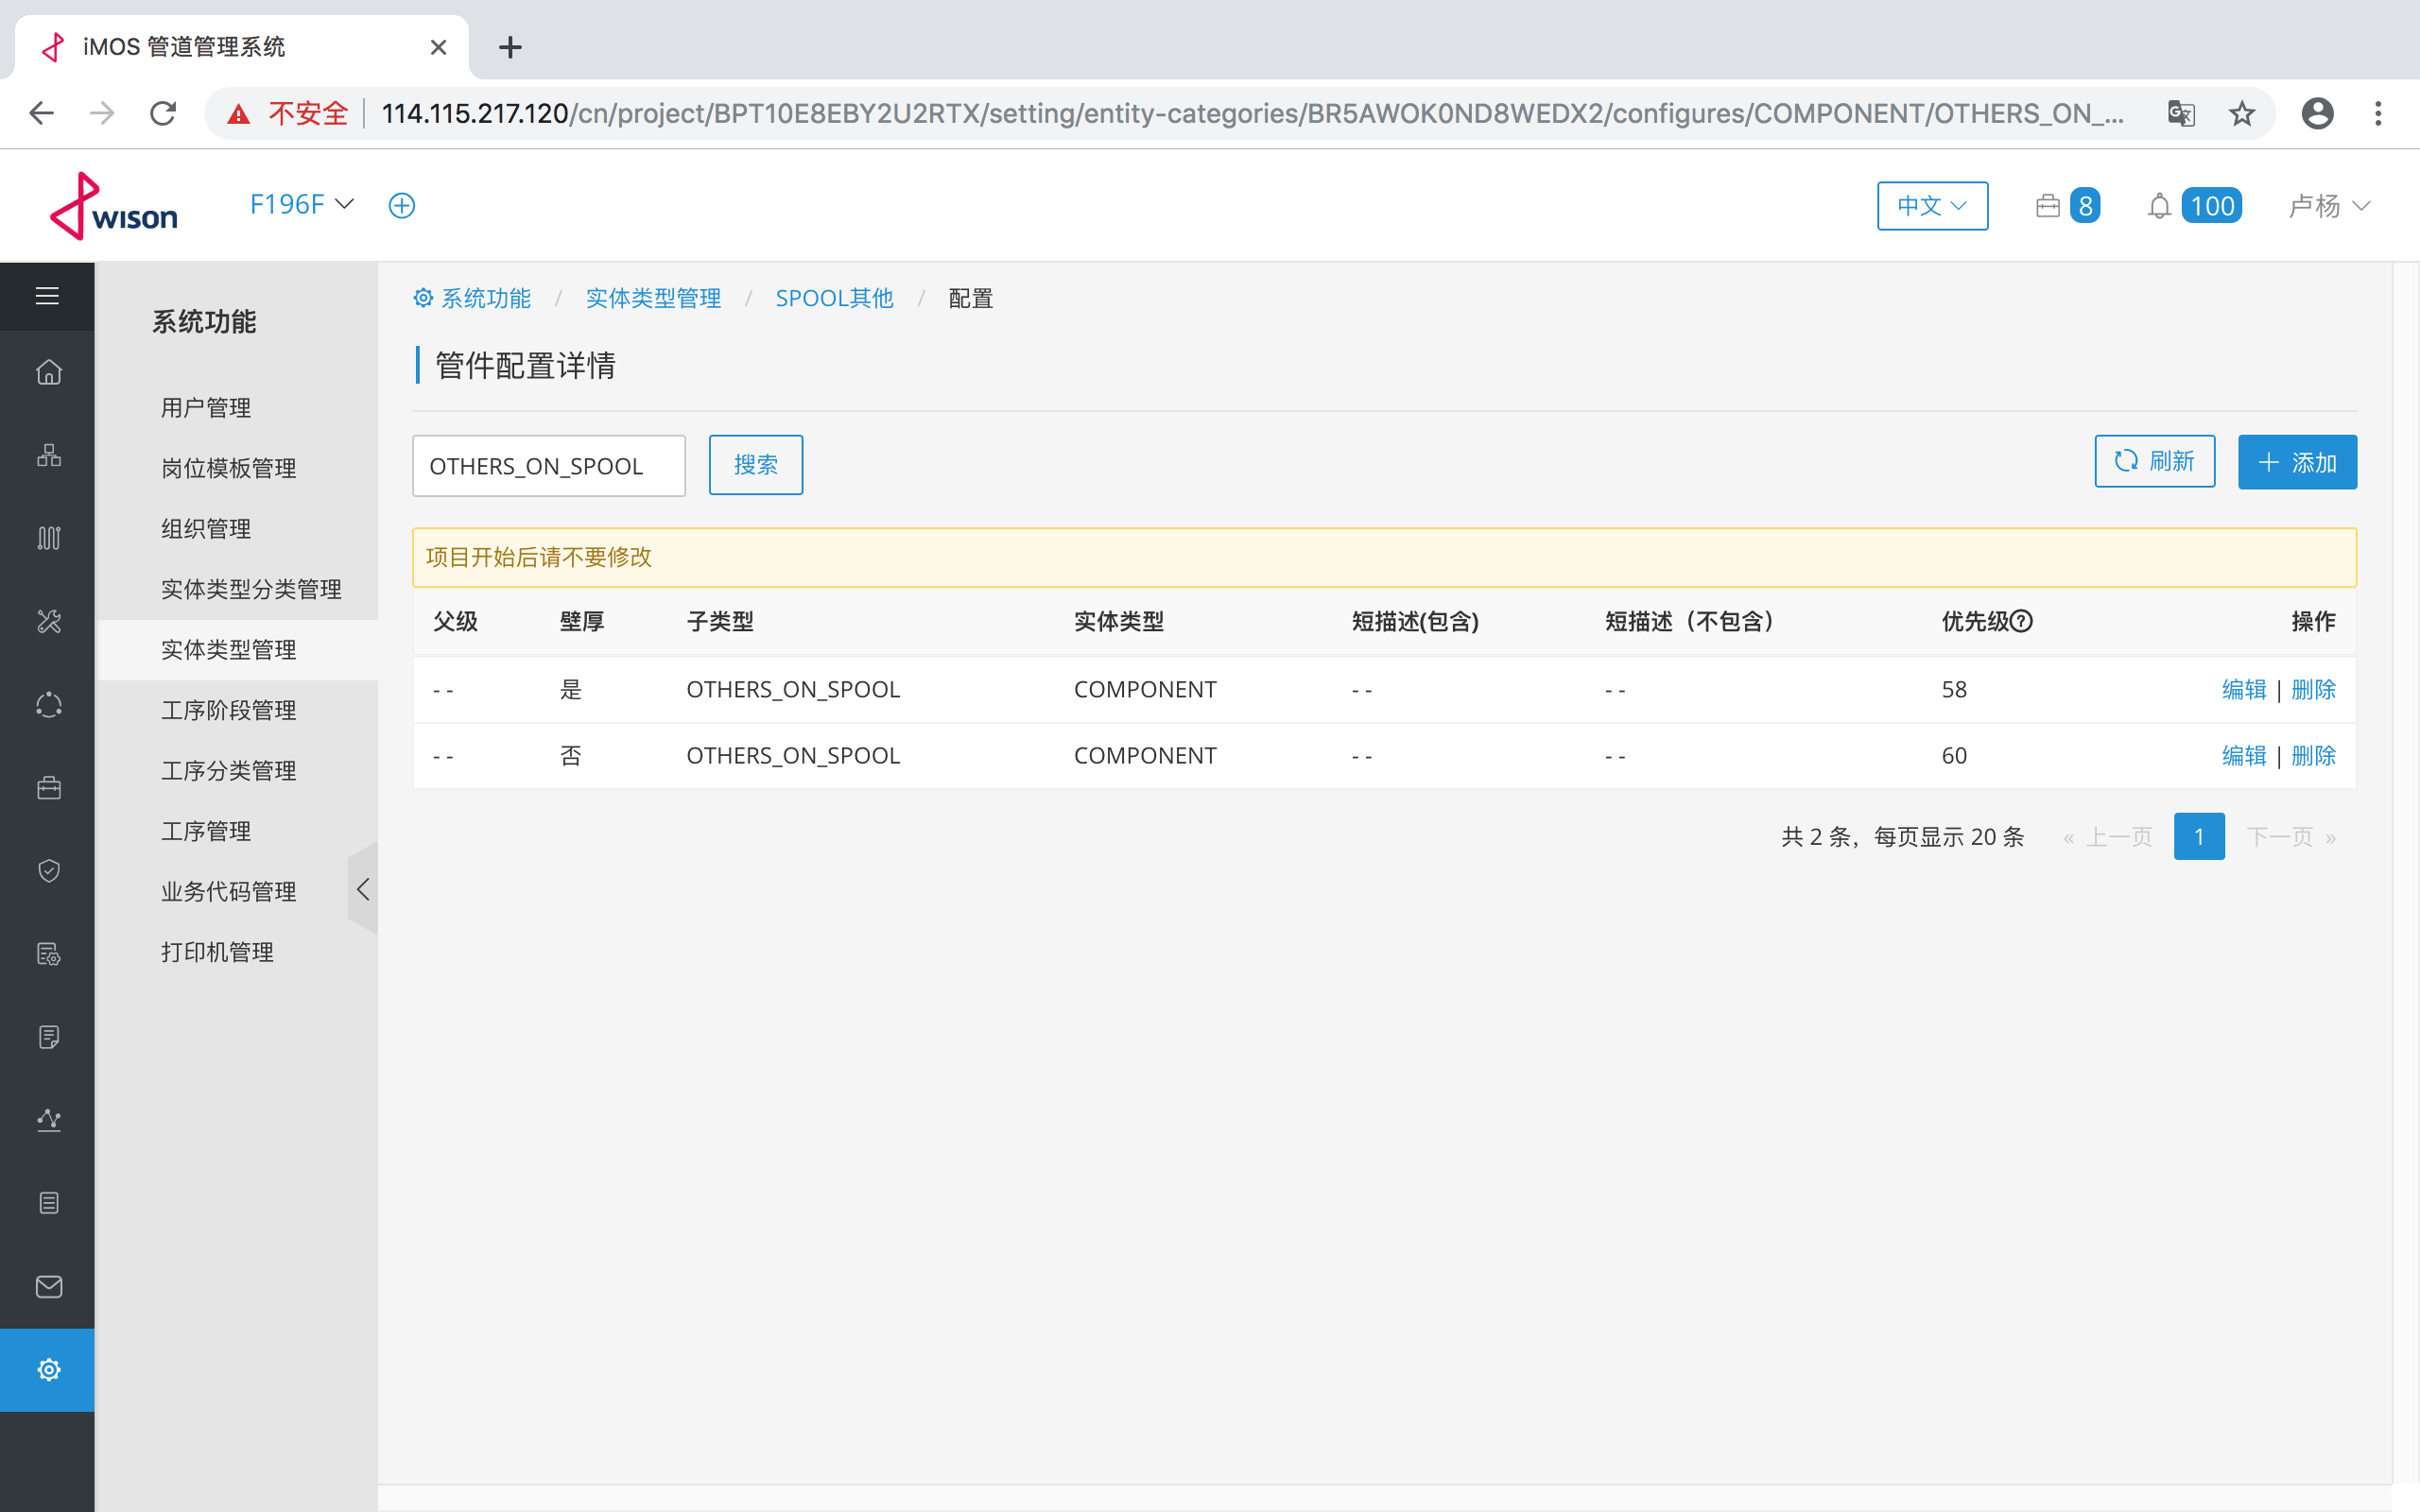 iMOS 管道管理系统
不安全 114.115.217.120/cn/project/BPT10E8EBY2U2RTX/setting/entity-categories/BR5AWOK0ND8WEDX2/configures/COMPONENT/OTHERS_ON_...
wison F196F 中文 8 100 卢杨
系统功能
用户管理
岗位模板管理
组织管理
实体类型分类管理
实体类型管理
工序阶段管理
工序分类管理
工序管理
业务代码管理
打印机管理
系统功能 / 实体类型管理 / SPOOL其他 / 配置
管件配置详情
OTHERS_ON_SPOOL 搜索 刷新 添加
项目开始后请不要修改
父级 壁厚 子类型 实体类型 短描述(包含) 短描述（不包含） 优先级? 操作
- - 是 OTHERS_ON_SPOOL COMPONENT - - - - 58 编辑 | 删除
- - 否 OTHERS_ON_SPOOL COMPONENT - - - - 60 编辑 | 删除
共 2 条，每页显示 20 条 « 上一页 1 下一页 »